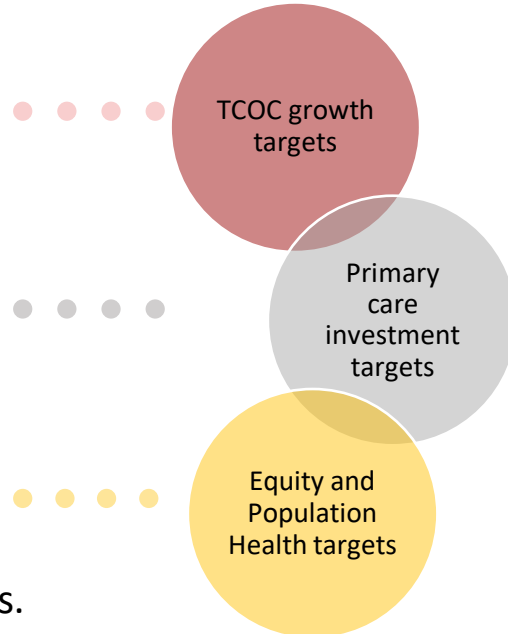 TCOC growth
targets
Primary
care
investment
targets
Equity and
Population
Health targets
s.